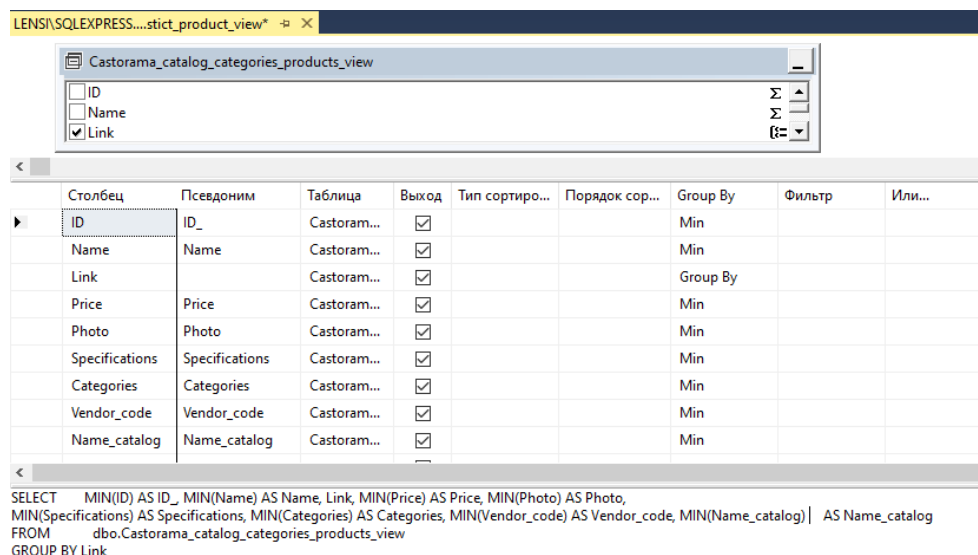 LENSI\SQLEXPRESS....stict_product_view*
Castorama_catalog_categories_products_view
ID
Name
Link
Столбец Псевдоним Таблица Выход Тип сортиро... Порядок сор... Group By Фильтр Или...
ID ID_ Castoram... Min
Name Name Castoram... Min
Link Castoram... Group By
Price Price Castoram... Min
Photo Photo Castoram... Min
Specifications Specifications Castoram... Min
Categories Categories Castoram... Min
Vendor_code Vendor_code Castoram... Min
Name_catalog Name_catalog Castoram... Min
SELECT MIN(ID) AS ID_, MIN(Name) AS Name, Link, MIN(Price) AS Price, MIN(Photo) AS Photo,
MIN(Specifications) AS Specifications, MIN(Categories) AS Categories, MIN(Vendor_code) AS Vendor_code, MIN(Name_catalog) AS Name_catalog
FROM dbo.Castorama_catalog_categories_products_view
GROUP BY Link